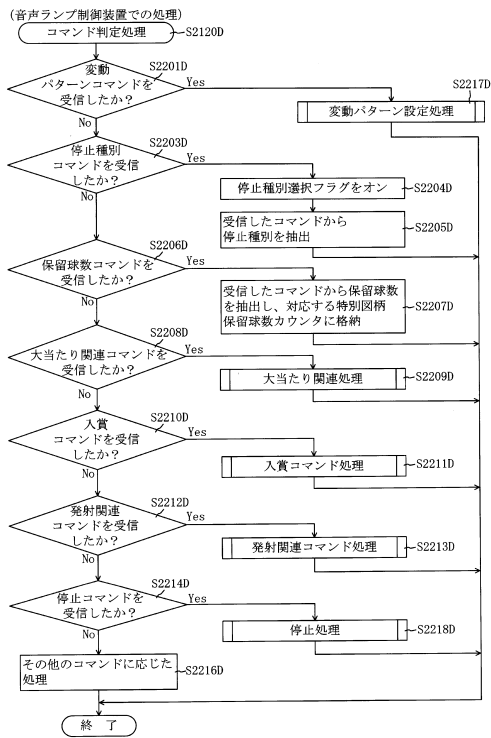 (音声ランプ制御装置での処理)
コマンド判定処理
S2120D
変動
パターンコマンドを
受信したか？
S2201D
Yes
No
S2217D
変動パターン設定処理
停止種別
コマンドを受信
したか？
S2203D
Yes
No
停止種別選択フラグをオン
S2204D
受信したコマンドから
停止種別を抽出
S2205D
保留球数コマンドを
受信したか？
S2206D
Yes
No
受信したコマンドから保留球数
を抽出し、対応する特別図柄
保留球数カウンタに格納
S2207D
大当たり関連コマンドを
受信したか？
S2208D
Yes
No
大当たり関連処理
S2209D
入賞
コマンドを受信
したか？
S2210D
Yes
No
入賞コマンド処理
S2211D
発射関連
コマンドを受信
したか？
S2212D
Yes
No
発射関連コマンド処理
S2213D
停止コマンドを
受信したか？
S2214D
Yes
No
停止処理
S2218D
その他のコマンドに応じた
処理
S2216D
終 了